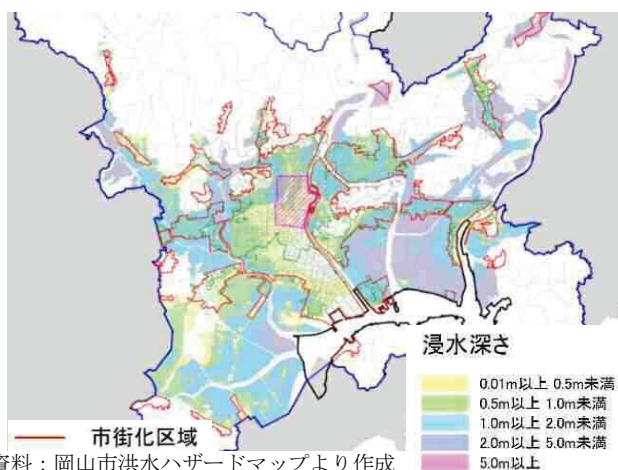 浸水深さ
0.01m以上 0.5m未満
0.5m以上 1.0m未満
1.0m以上 2.0m未満
2.0m以上 5.0m未満
5.0m以上
市街化区域
資料：岡山市洪水ハザードマップより作成